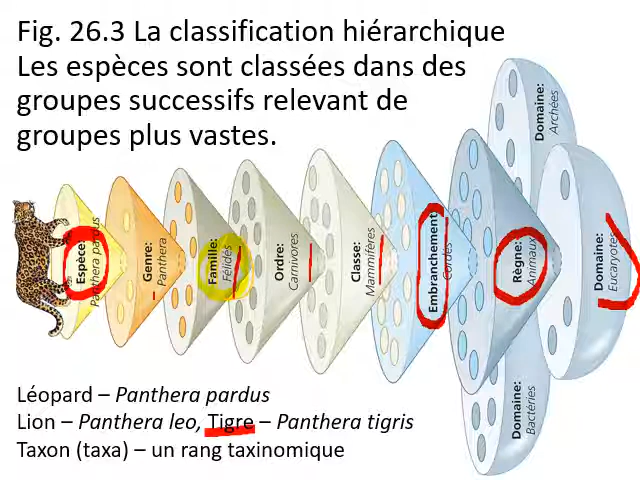 Fig. 26.3 La classification hiérarchique
Les espèces sont classées dans des
groupes successifs relevant de
groupes plus vastes.
Espèce:
Panthera pardus
Genre:
Panthera
Famille:
Félidés
Ordre:
Carnivores
Classe:
Mammifères
Embranchement:
Cordés
Règne:
Animaux
Domaine:
Archées
Domaine:
Eucaryotes
Domaine:
Bactéries
Léopard – Panthera pardus
Lion – Panthera leo, Tigre – Panthera tigris
Taxon (taxa) – un rang taxinomique